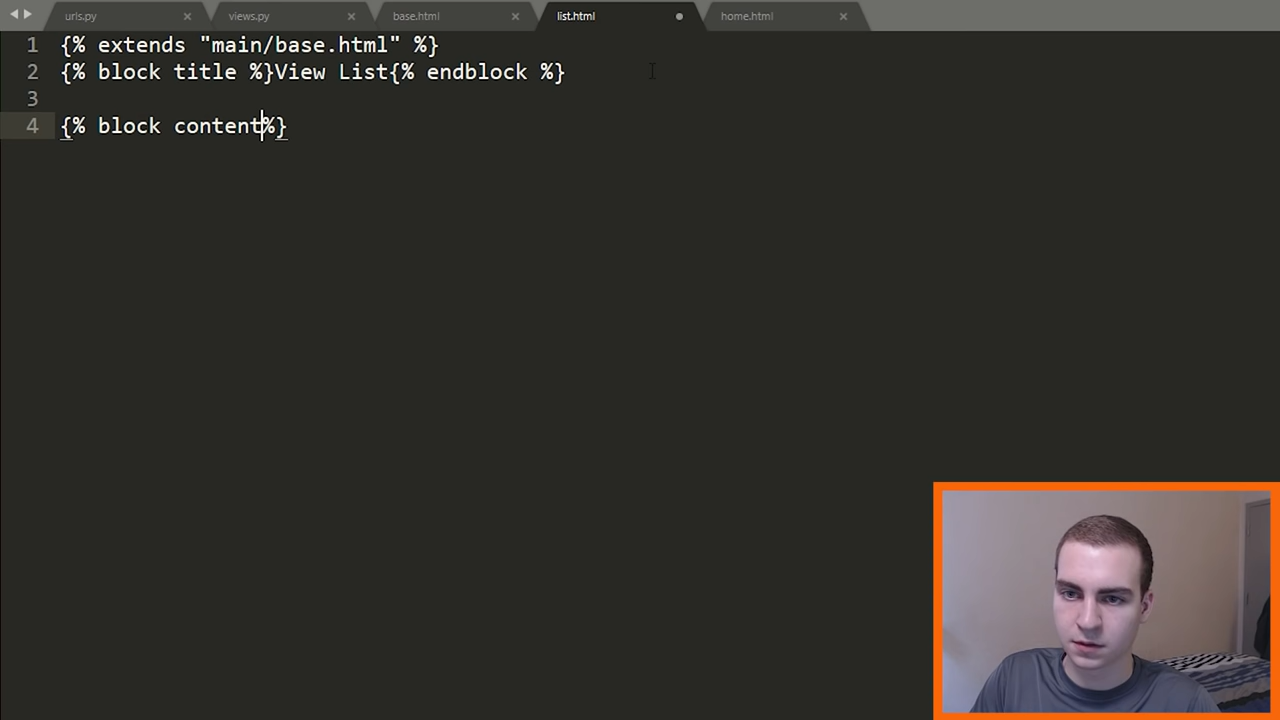 urls.py views.py base.html list.html home.html
1 {% extends "main/base.html" %}
2 {% block title %}View List{% endblock %}
3
4 {% block content%}